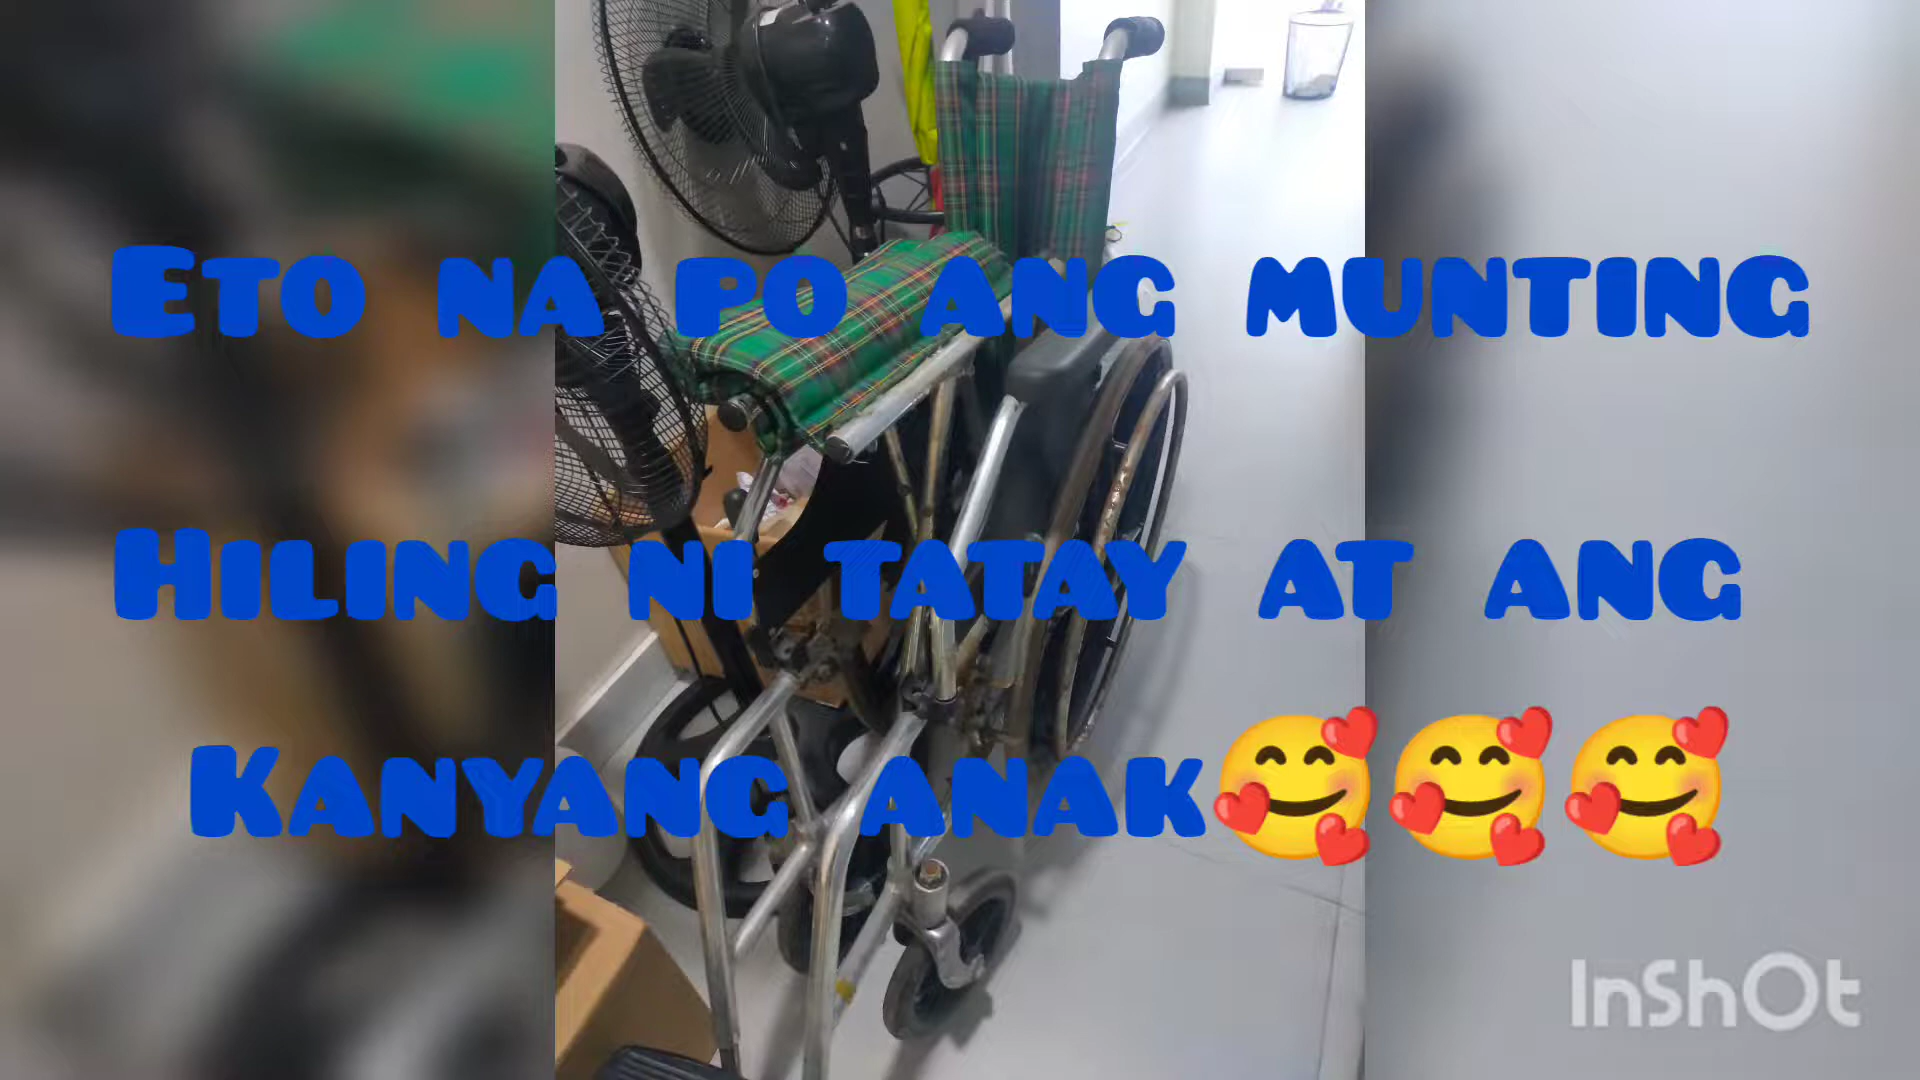 Eto na po ang munting
Hiling ni tatay at ang
Kanyang anak🥰🥰🥰
InShOt